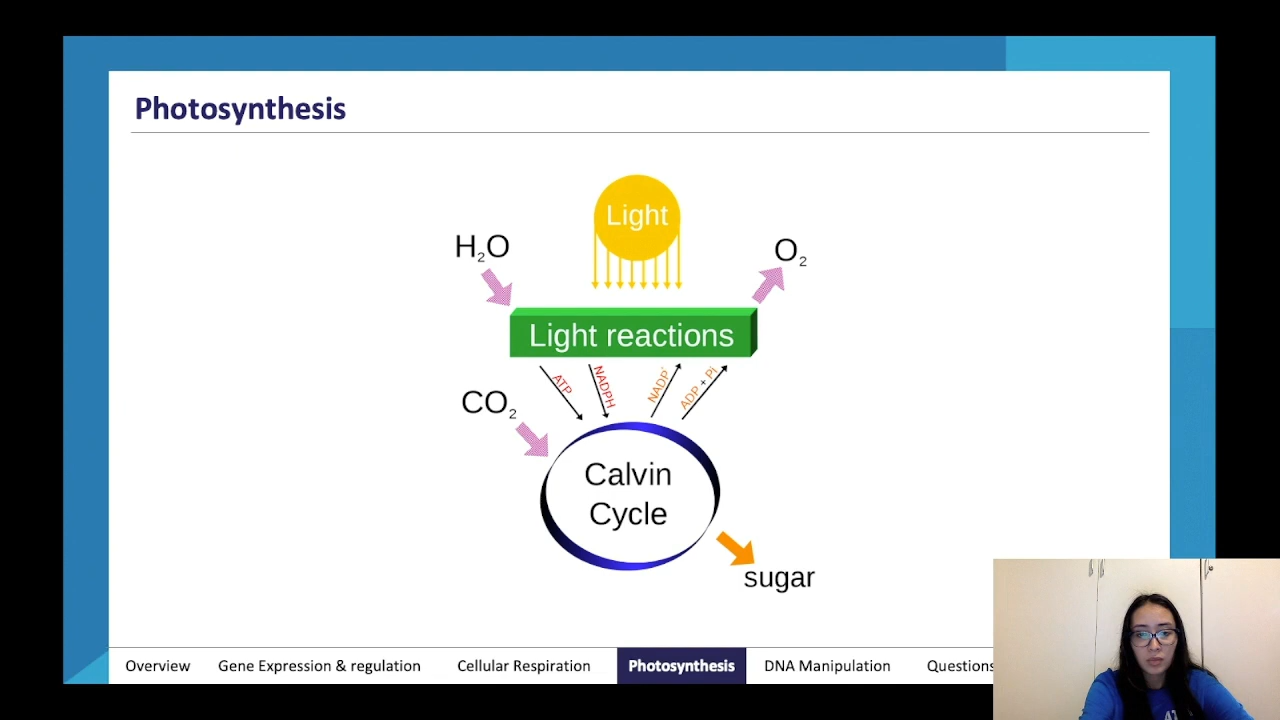 Photosynthesis
Light
H₂O
O₂
Light reactions
ATP
NADPH
NADP⁺
ADP + Pi
CO₂
Calvin
Cycle
sugar
Overview Gene Expression & regulation Cellular Respiration Photosynthesis DNA Manipulation Questions